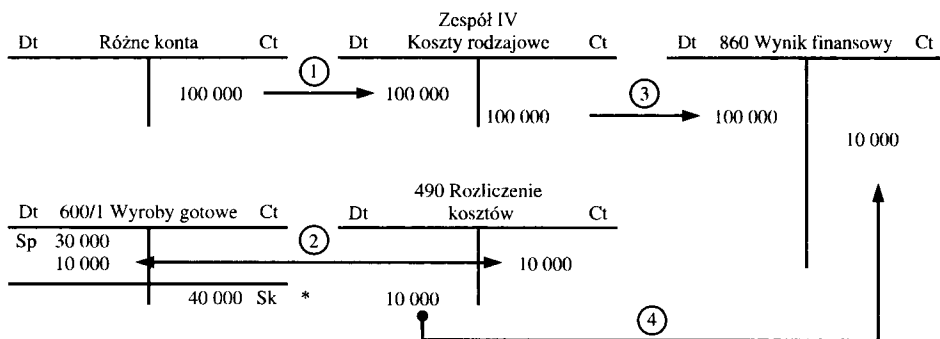 Zespół IV
Dt Różne konta Ct Dt Koszty rodzajowe Ct Dt 860 Wynik finansowy Ct
1
100 000 100 000 3
100 000 100 000
10 000
490 Rozliczenie
Dt 600/1 Wyroby gotowe Ct Dt kosztów Ct
Sp 30 000 2
10 000 10 000
40 000 Sk * 10 000
4